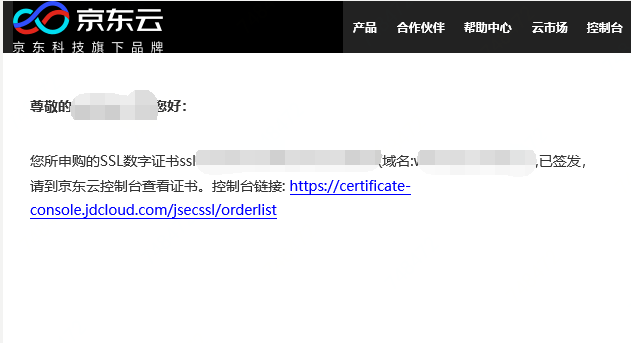 京东云
京东科技旗下品牌
产品 合作伙伴 帮助中心 云市场 控制台
尊敬的 您好：
您所申购的SSL数字证书ssl 域名: ,已签发，
请到京东云控制台查看证书。控制台链接: https://certificate-
console.jdcloud.com/jsecssl/orderlist